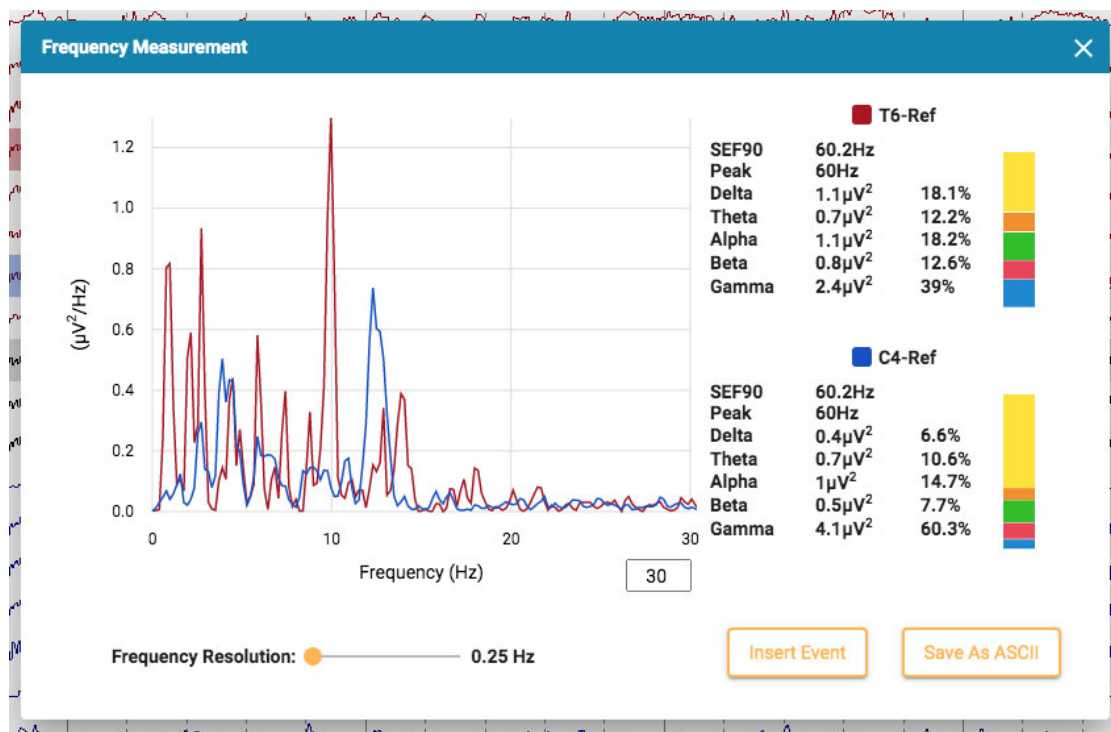 Frequency Measurement
T6-Ref
SEF90 60.2Hz
Peak 60Hz
Delta 1.1µV² 18.1%
Theta 0.7µV² 12.2%
Alpha 1.1µV² 18.2%
Beta 0.8µV² 12.6%
Gamma 2.4µV² 39%
C4-Ref
SEF90 60.2Hz
Peak 60Hz
Delta 0.4µV² 6.6%
Theta 0.7µV² 10.6%
Alpha 1µV² 14.7%
Beta 0.5µV² 7.7%
Gamma 4.1µV² 60.3%
(µV²/Hz)
1.2
1.0
0.8
0.6
0.4
0.2
0.0
0 10 20 30
Frequency (Hz)
30
Frequency Resolution: 0.25 Hz
Insert Event
Save As ASCII